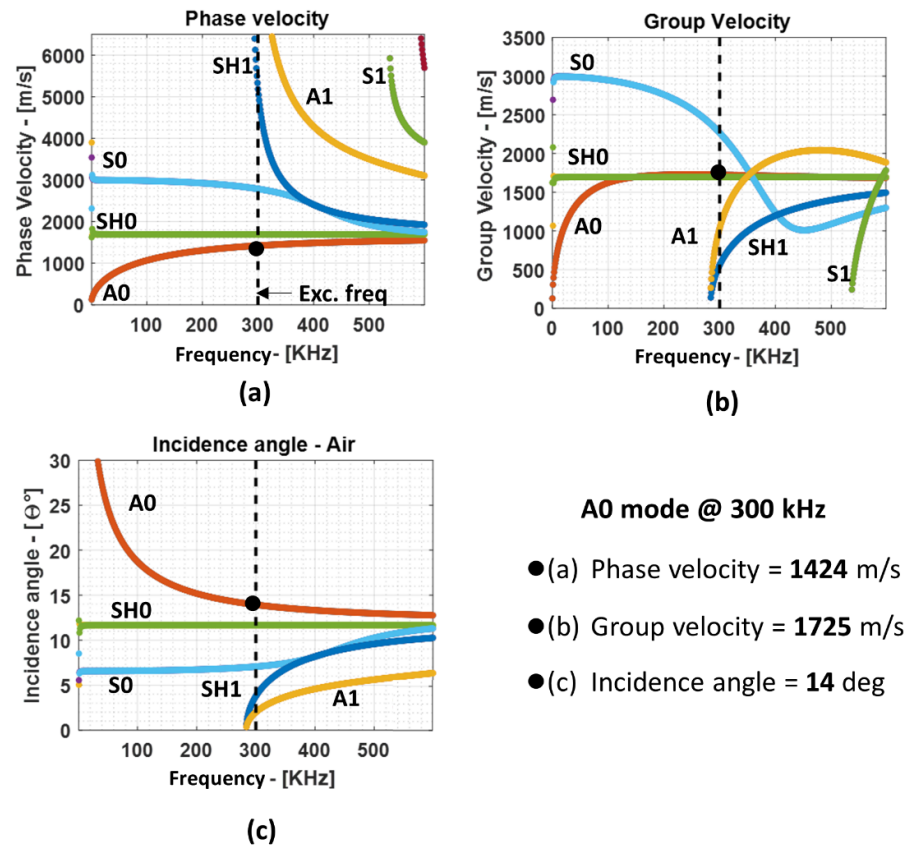 Phase velocity
Phase Velocity - [m/s]
6000
5000
4000
3000
2000
1000
0
SH1
A1
S1
S0
SH0
A0
Exc. freq
100
200
300
400
500
Frequency - [KHz]
(a)
Group Velocity
Group Velocity - [m/s]
3500
3000
2500
2000
1500
1000
500
0
S0
SH0
A0
A1
SH1
S1
0
100
200
300
400
500
Frequency - [KHz]
(b)
Incidence angle - Air
Incidence angle - [Θ°]
30
25
20
15
10
5
0
A0
SH0
S0
SH1
A1
100
200
300
400
500
Frequency - [KHz]
(c)
A0 mode @ 300 kHz
●(a) Phase velocity = 1424 m/s
●(b) Group velocity = 1725 m/s
●(c) Incidence angle = 14 deg